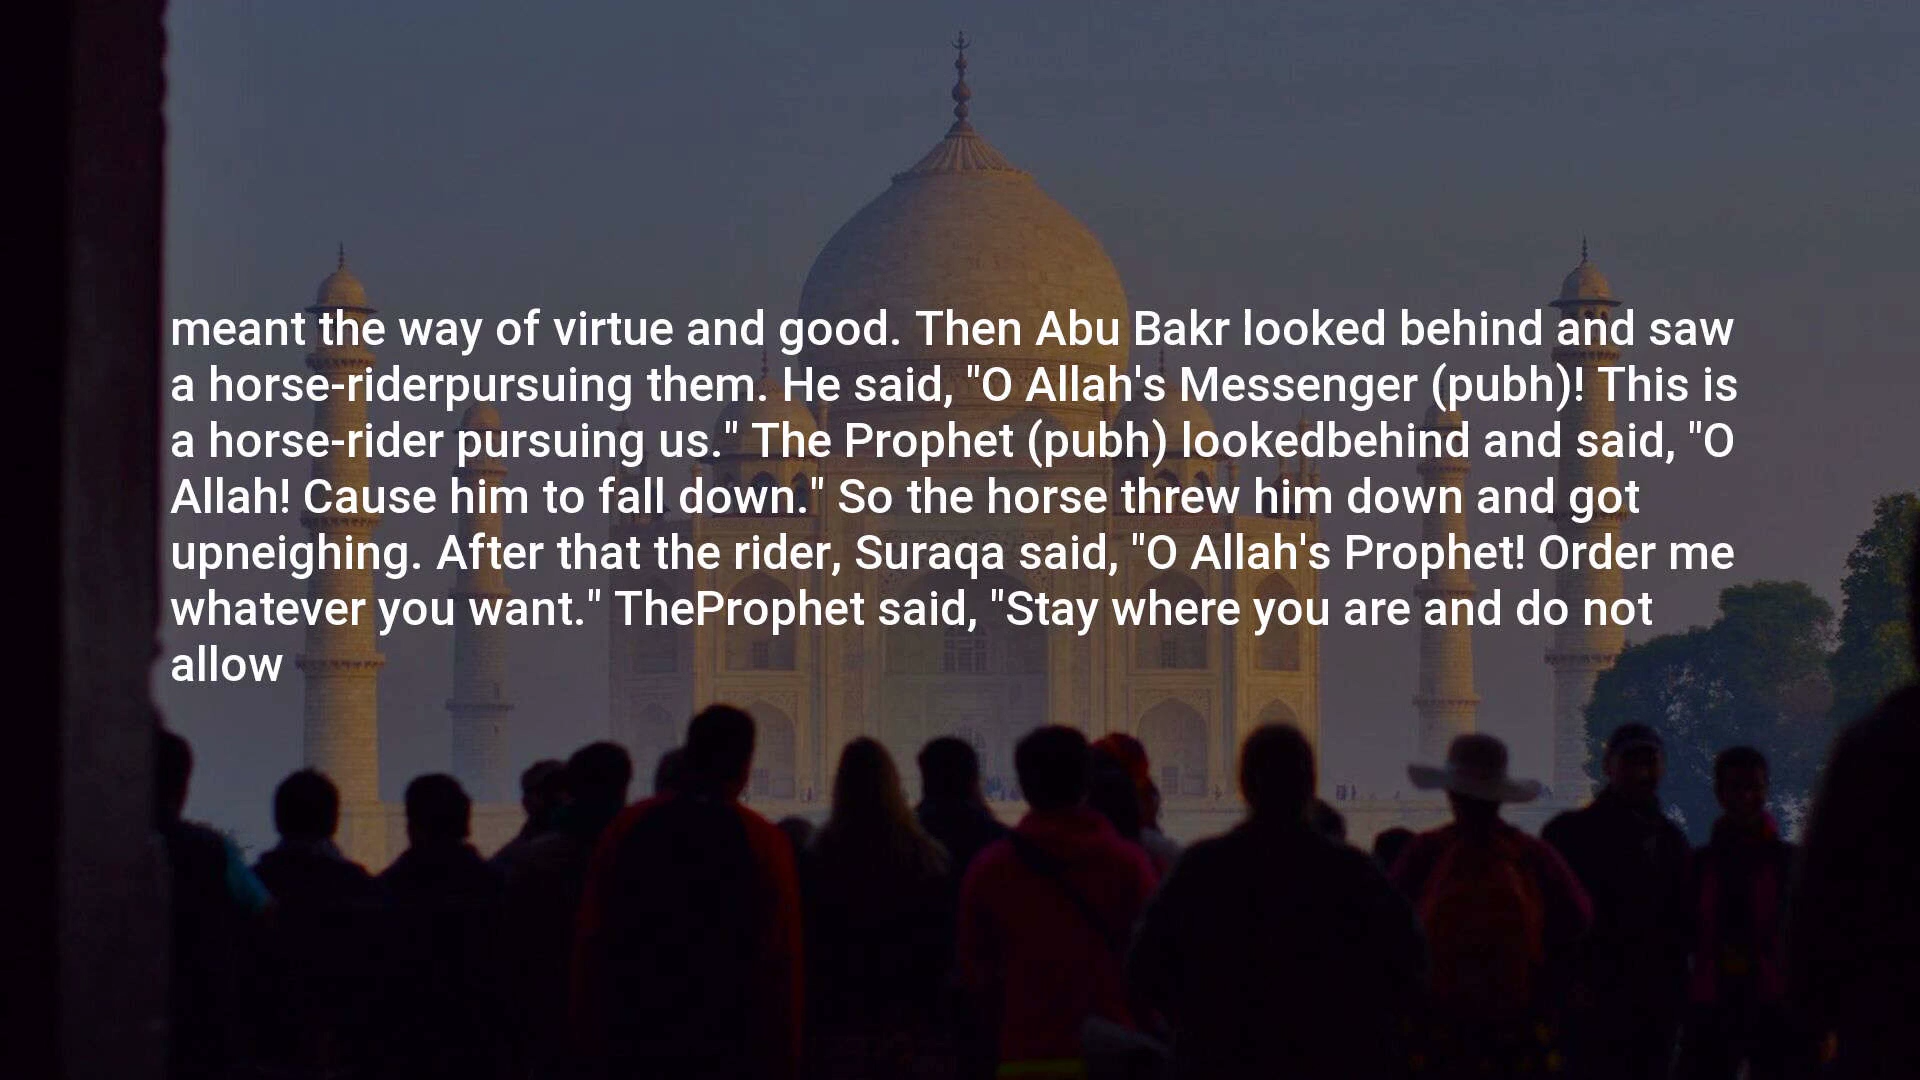 meant the way of virtue and good. Then Abu Bakr looked behind and saw
a horse-riderpursuing them. He said, "O Allah's Messenger (pubh)! This is
a horse-rider pursuing us." The Prophet (pubh) lookedbehind and said, "O
Allah! Cause him to fall down." So the horse threw him down and got
upneighing. After that the rider, Suraqa said, "O Allah's Prophet! Order me
whatever you want." TheProphet said, "Stay where you are and do not
allow